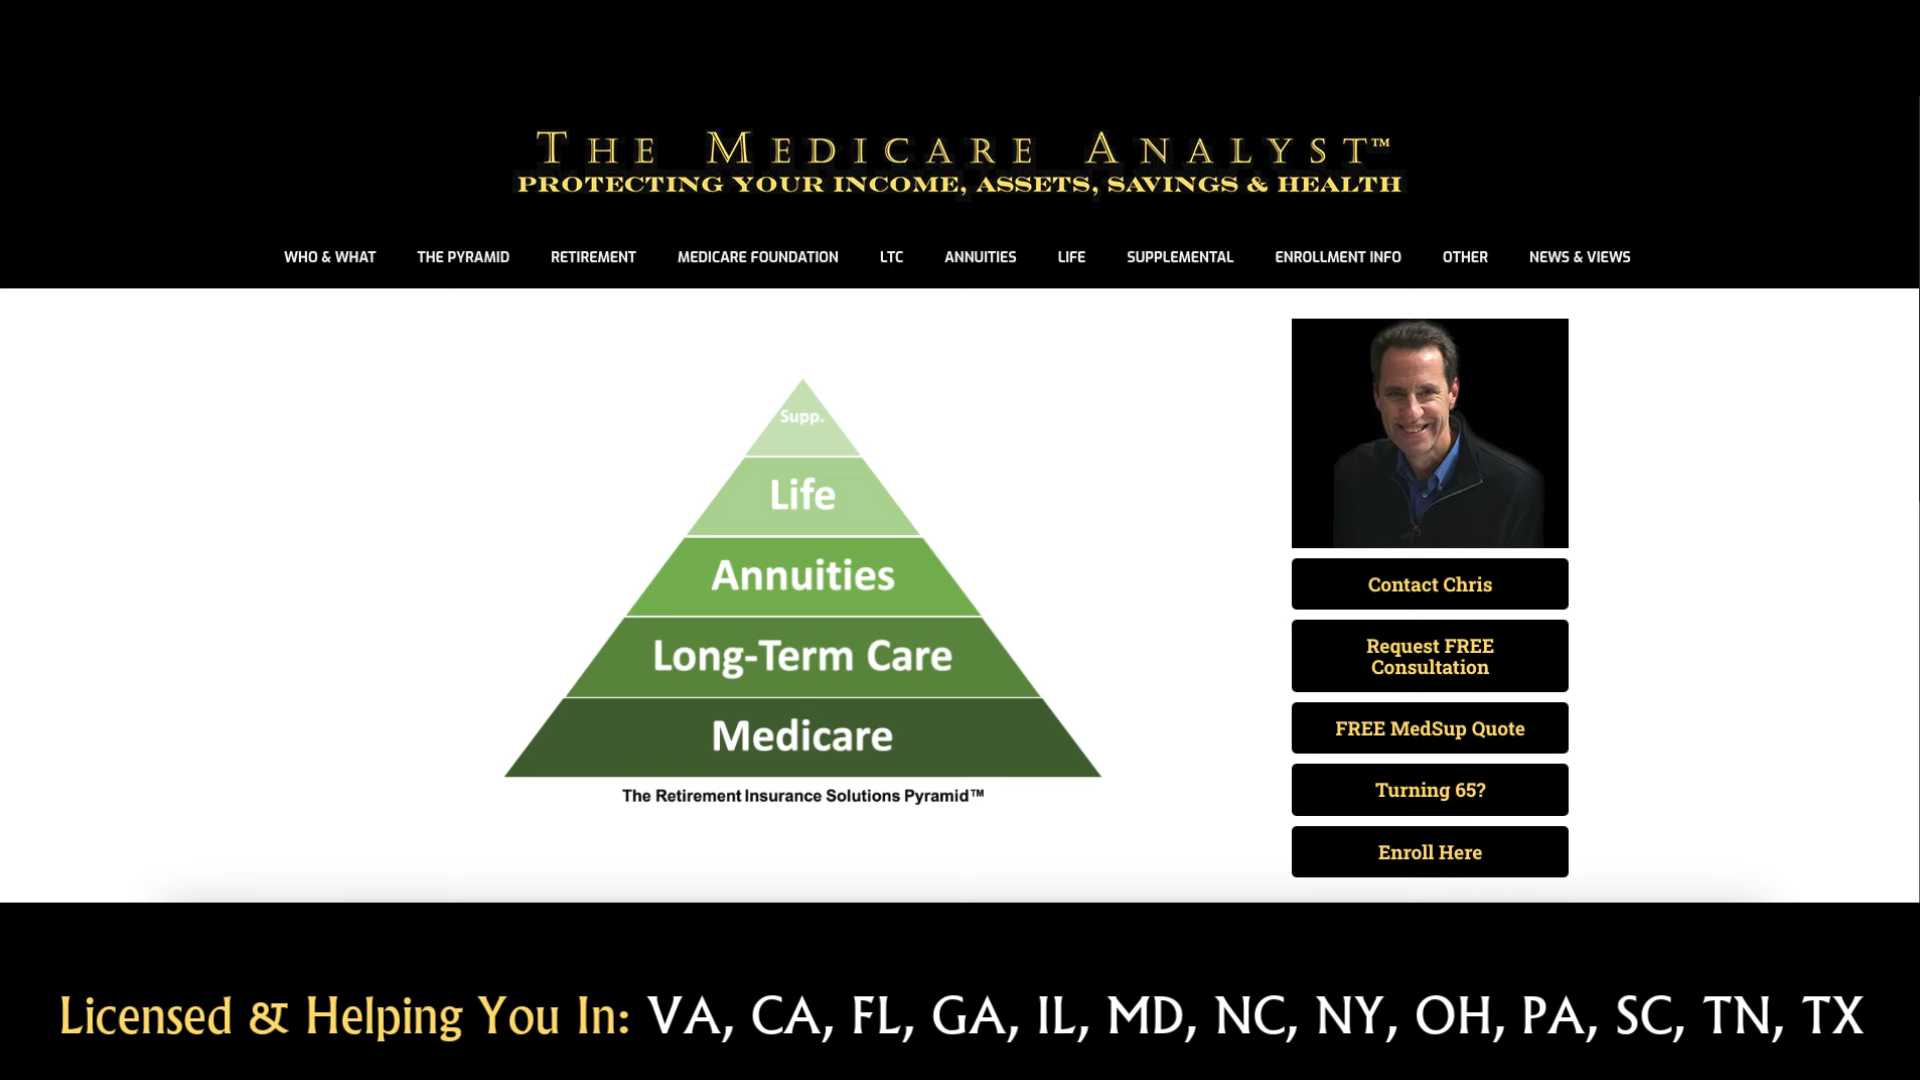 THE MEDICARE ANALYST™
PROTECTING YOUR INCOME, ASSETS, SAVINGS & HEALTH
WHO & WHAT THE PYRAMID RETIREMENT MEDICARE FOUNDATION LTC ANNUITIES LIFE SUPPLEMENTAL ENROLLMENT INFO OTHER NEWS & VIEWS
Supp.
Life
Annuities
Long-Term Care
Medicare
The Retirement Insurance Solutions Pyramid™
Contact Chris
Request FREE
Consultation
FREE MedSup Quote
Turning 65?
Enroll Here
Licensed & Helping You In: VA, CA, FL, GA, IL, MD, NC, NY, OH, PA, SC, TN, TX